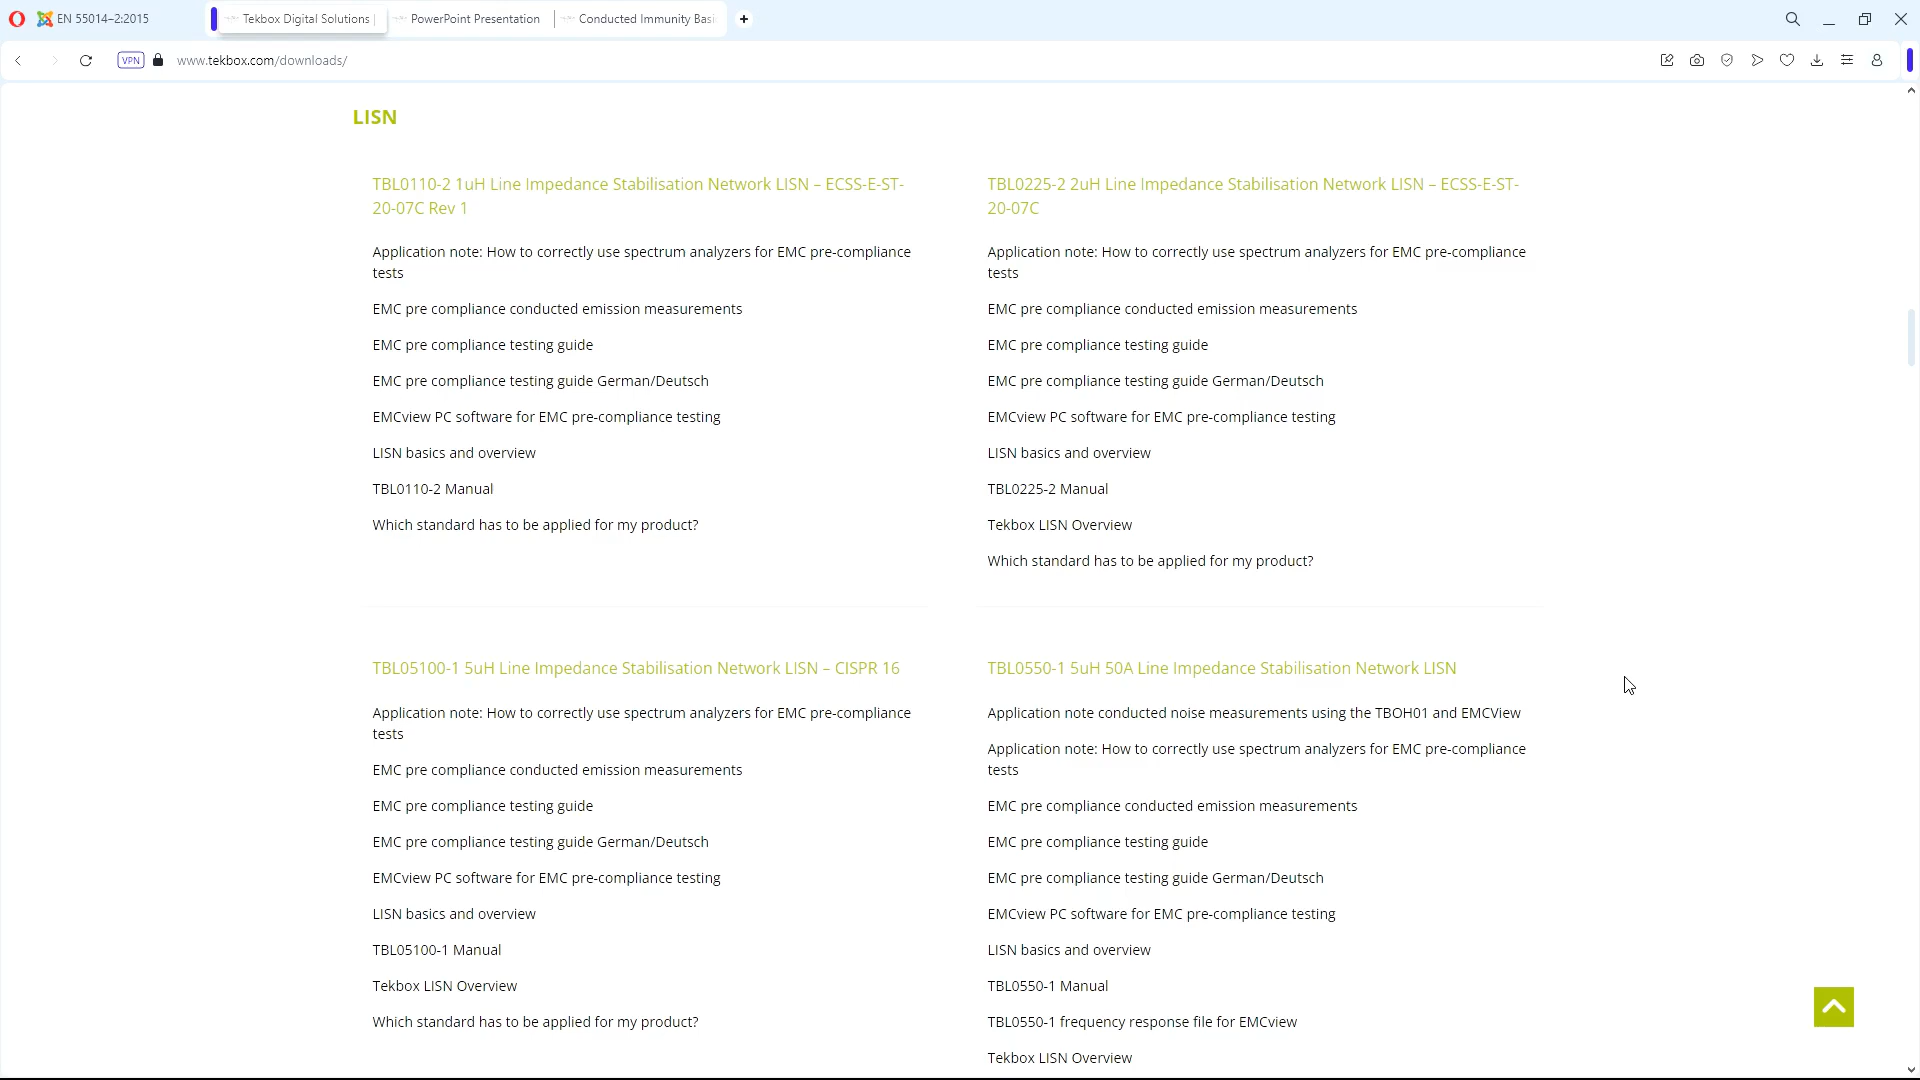 EN 55014–2:2015
Tekbox Digital Solutions
PowerPoint Presentation
Conducted Immunity Basi
VPN
www.tekbox.com/downloads/
LISN
TBL0110-2 1uH Line Impedance Stabilisation Network LISN – ECSS-E-ST-
20-07C Rev 1
Application note: How to correctly use spectrum analyzers for EMC pre-compliance
tests
EMC pre compliance conducted emission measurements
EMC pre compliance testing guide
EMC pre compliance testing guide German/Deutsch
EMCview PC software for EMC pre-compliance testing
LISN basics and overview
TBL0110-2 Manual
Which standard has to be applied for my product?
TBL0225-2 2uH Line Impedance Stabilisation Network LISN – ECSS-E-ST-
20-07C
Application note: How to correctly use spectrum analyzers for EMC pre-compliance
tests
EMC pre compliance conducted emission measurements
EMC pre compliance testing guide
EMC pre compliance testing guide German/Deutsch
EMCview PC software for EMC pre-compliance testing
LISN basics and overview
TBL0225-2 Manual
Tekbox LISN Overview
Which standard has to be applied for my product?
TBL05100-1 5uH Line Impedance Stabilisation Network LISN – CISPR 16
Application note: How to correctly use spectrum analyzers for EMC pre-compliance
tests
EMC pre compliance conducted emission measurements
EMC pre compliance testing guide
EMC pre compliance testing guide German/Deutsch
EMCview PC software for EMC pre-compliance testing
LISN basics and overview
TBL05100-1 Manual
Tekbox LISN Overview
Which standard has to be applied for my product?
TBL0550-1 5uH 50A Line Impedance Stabilisation Network LISN
Application note conducted noise measurements using the TBOH01 and EMCView
Application note: How to correctly use spectrum analyzers for EMC pre-compliance
tests
EMC pre compliance conducted emission measurements
EMC pre compliance testing guide
EMC pre compliance testing guide German/Deutsch
EMCview PC software for EMC pre-compliance testing
LISN basics and overview
TBL0550-1 Manual
TBL0550-1 frequency response file for EMCview
Tekbox LISN Overview